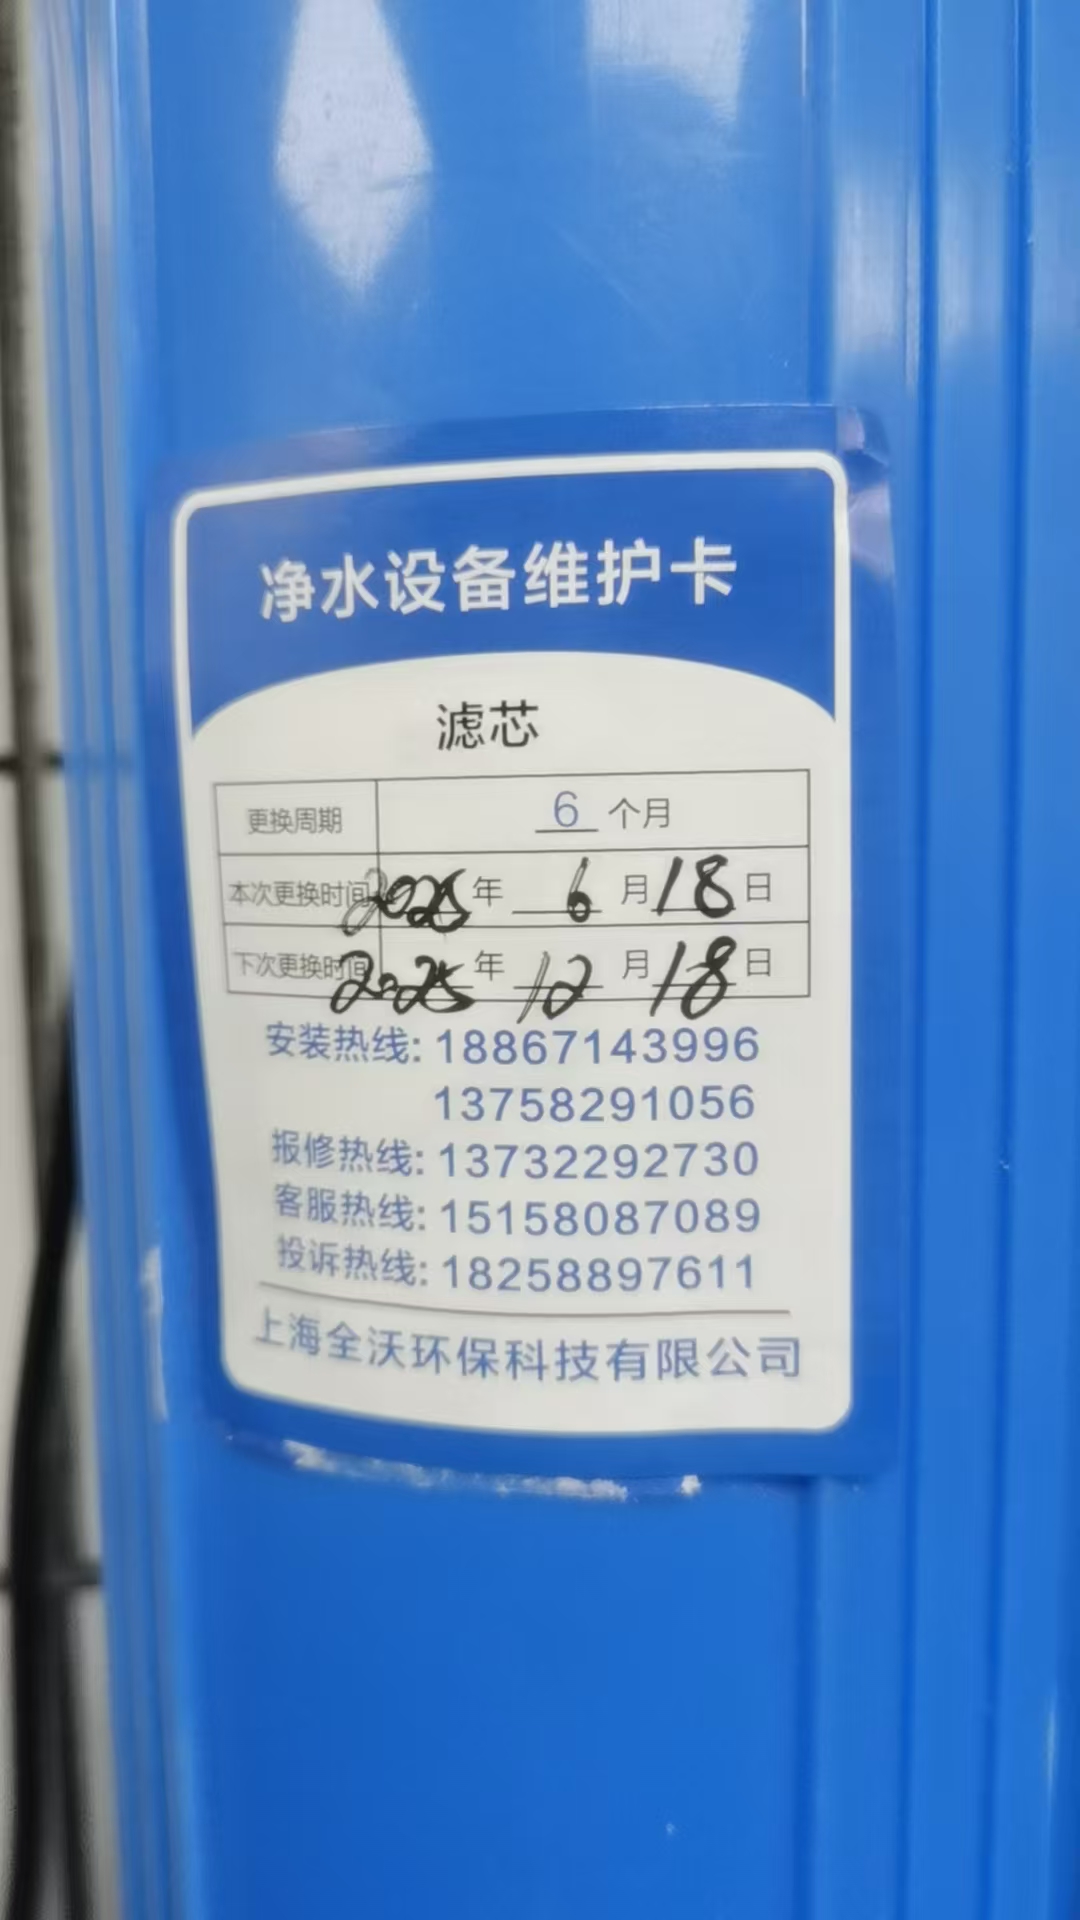 净水设备维护卡
滤芯
更换周期 6 个月
本次更换时间 2025 年 6 月 18 日
下次更换时间 2025 年 12 月 18 日
安装热线: 18867143996
13758291056
报修热线: 13732292730
客服热线: 15158087089
投诉热线: 18258897611
上海全沃环保科技有限公司